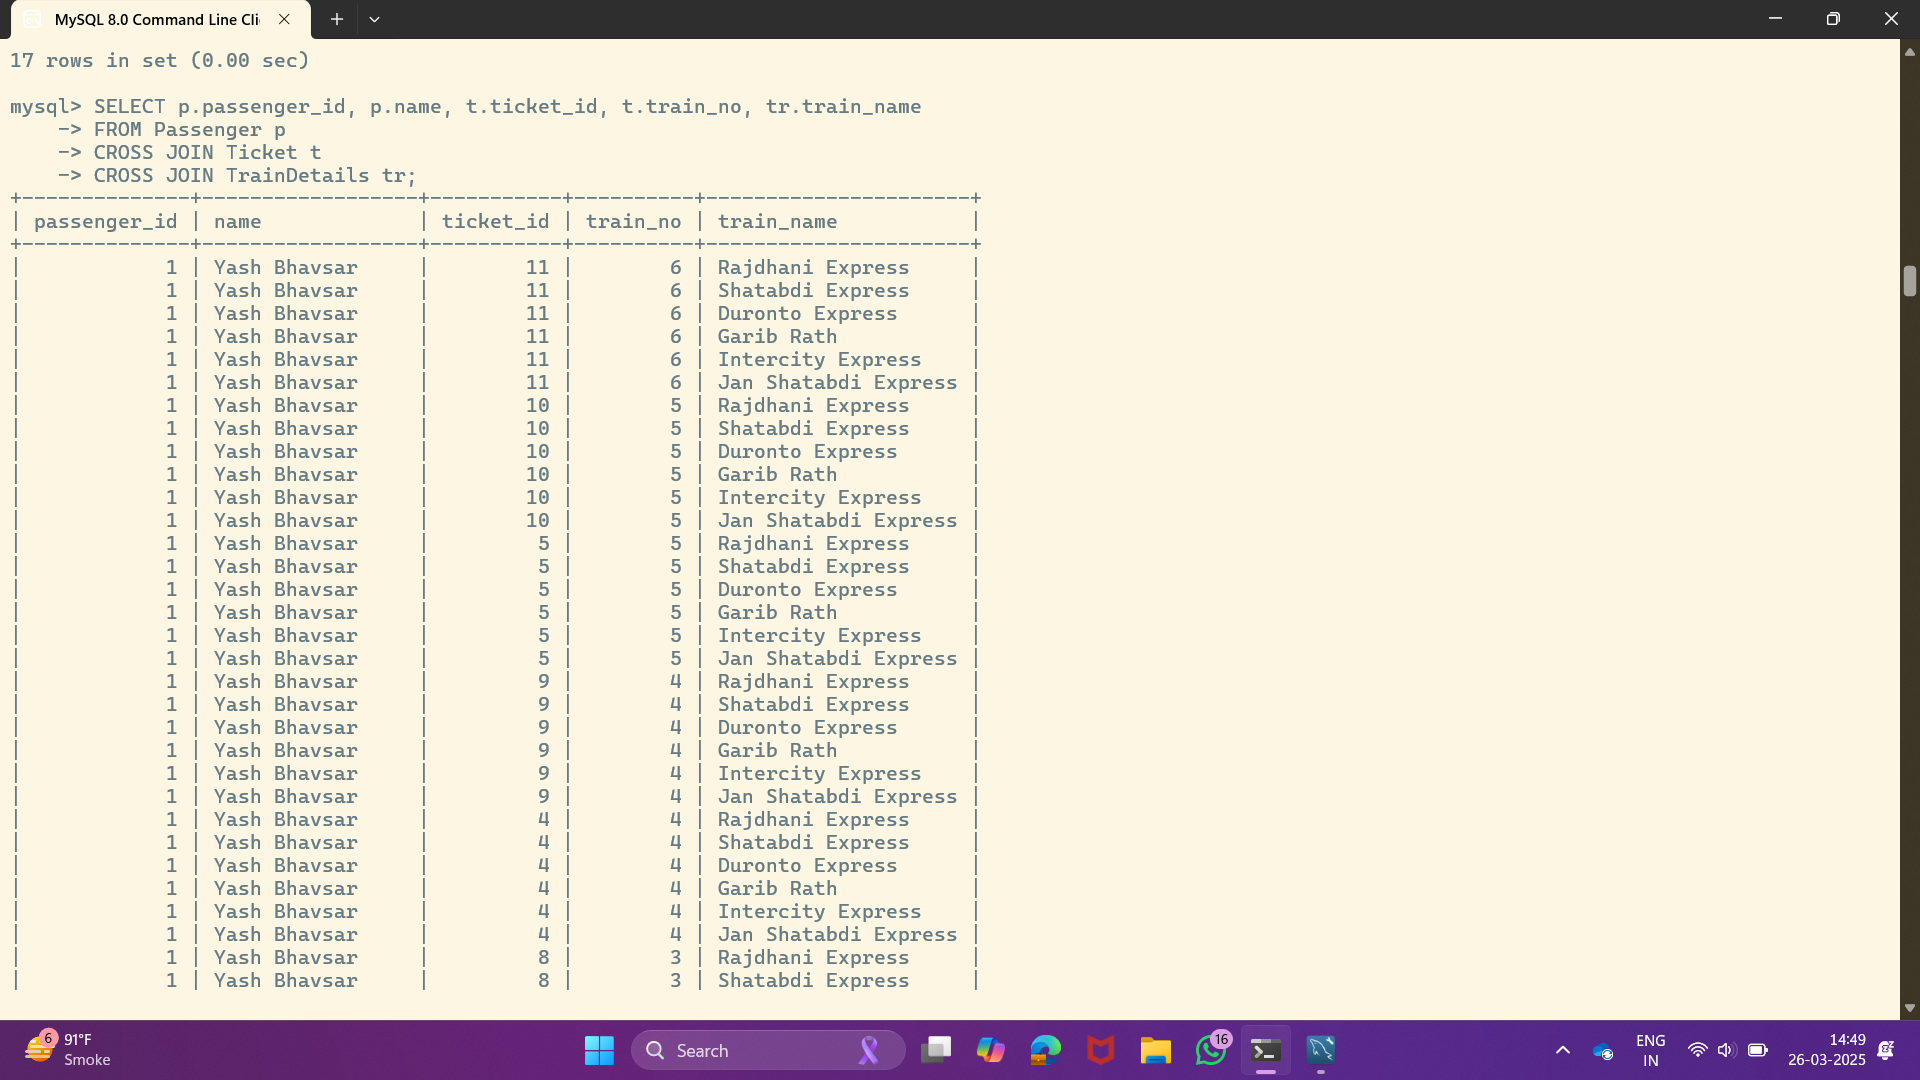 MySQL 8.0 Command Line Cli
17 rows in set (0.00 sec)
mysql> SELECT p.passenger_id, p.name, t.ticket_id, t.train_no, tr.train_name
    -> FROM Passenger p
    -> CROSS JOIN Ticket t
    -> CROSS JOIN TrainDetails tr;
+--------------+------------------+-----------+----------+----------------------+
| passenger_id | name             | ticket_id | train_no | train_name           |
+--------------+------------------+-----------+----------+----------------------+
|            1 | Yash Bhavsar     |        11 |        6 | Rajdhani Express     |
|            1 | Yash Bhavsar     |        11 |        6 | Shatabdi Express     |
|            1 | Yash Bhavsar     |        11 |        6 | Duronto Express      |
|            1 | Yash Bhavsar     |        11 |        6 | Garib Rath           |
|            1 | Yash Bhavsar     |        11 |        6 | Intercity Express    |
|            1 | Yash Bhavsar     |        11 |        6 | Jan Shatabdi Express |
|            1 | Yash Bhavsar     |        10 |        5 | Rajdhani Express     |
|            1 | Yash Bhavsar     |        10 |        5 | Shatabdi Express     |
|            1 | Yash Bhavsar     |        10 |        5 | Duronto Express      |
|            1 | Yash Bhavsar     |        10 |        5 | Garib Rath           |
|            1 | Yash Bhavsar     |        10 |        5 | Intercity Express    |
|            1 | Yash Bhavsar     |        10 |        5 | Jan Shatabdi Express |
|            1 | Yash Bhavsar     |         5 |        5 | Rajdhani Express     |
|            1 | Yash Bhavsar     |         5 |        5 | Shatabdi Express     |
|            1 | Yash Bhavsar     |         5 |        5 | Duronto Express      |
|            1 | Yash Bhavsar     |         5 |        5 | Garib Rath           |
|            1 | Yash Bhavsar     |         5 |        5 | Intercity Express    |
|            1 | Yash Bhavsar     |         5 |        5 | Jan Shatabdi Express |
|            1 | Yash Bhavsar     |         9 |        4 | Rajdhani Express     |
|            1 | Yash Bhavsar     |         9 |        4 | Shatabdi Express     |
|            1 | Yash Bhavsar     |         9 |        4 | Duronto Express      |
|            1 | Yash Bhavsar     |         9 |        4 | Garib Rath           |
|            1 | Yash Bhavsar     |         9 |        4 | Intercity Express    |
|            1 | Yash Bhavsar     |         9 |        4 | Jan Shatabdi Express |
|            1 | Yash Bhavsar     |         4 |        4 | Rajdhani Express     |
|            1 | Yash Bhavsar     |         4 |        4 | Shatabdi Express     |
|            1 | Yash Bhavsar     |         4 |        4 | Duronto Express      |
|            1 | Yash Bhavsar     |         4 |        4 | Garib Rath           |
|            1 | Yash Bhavsar     |         4 |        4 | Intercity Express    |
|            1 | Yash Bhavsar     |         4 |        4 | Jan Shatabdi Express |
|            1 | Yash Bhavsar     |         8 |        3 | Rajdhani Express     |
|            1 | Yash Bhavsar     |         8 |        3 | Shatabdi Express     |
6
91°F
Smoke
Search
16
ENG
IN
14:49
26-03-2025